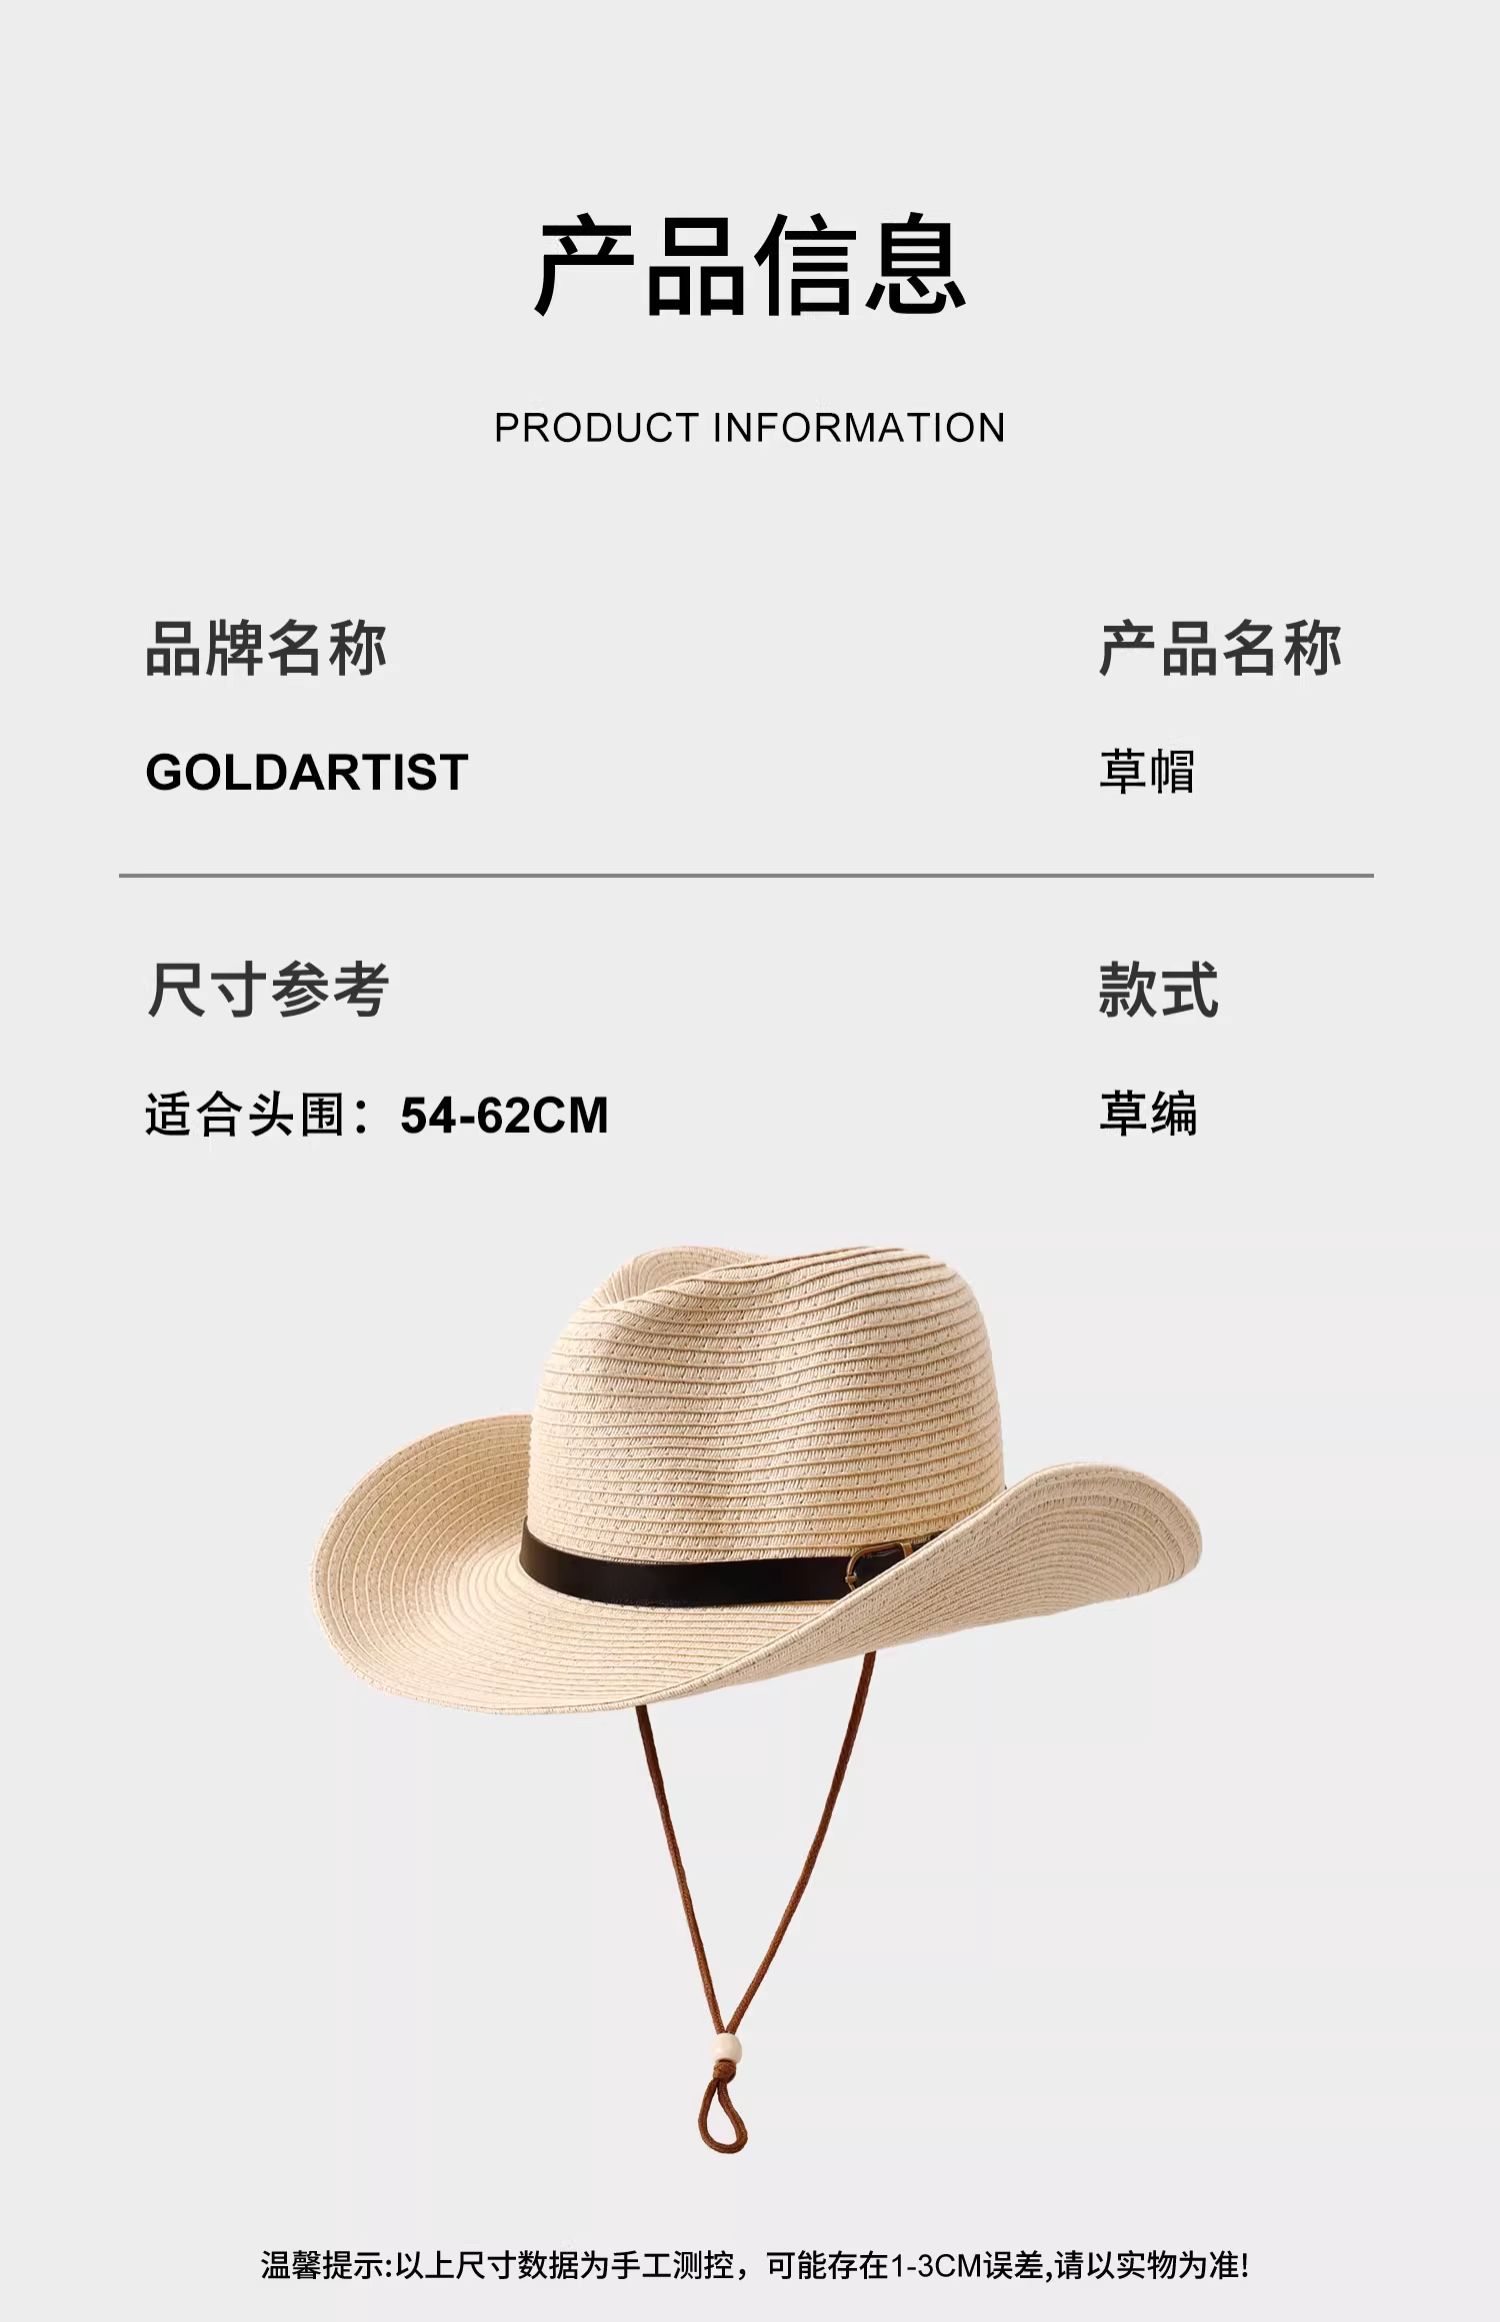 产品信息
PRODUCT INFORMATION
品牌名称
产品名称
GOLDARTIST
草帽
尺寸参考
款式
适合头围：54-62CM
草编
温馨提示:以上尺寸数据为手工测控，可能存在1-3CM误差,请以实物为准!